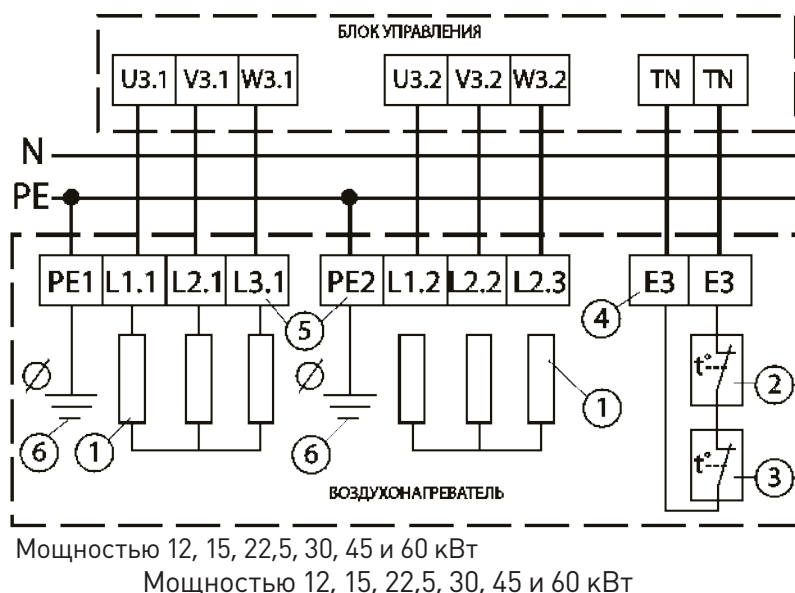 БЛОК УПРАВЛЕНИЯ
U3.1 V3.1 W3.1 U3.2 V3.2 W3.2 TN TN
N
PE
PE1 L1.1 L2.1 L3.1 PE2 L1.2 L2.2 L2.3 E3 E3
5 4
t° 2
1
6 1 6 t° 3
ВОЗДУХОНАГРЕВАТЕЛЬ
Мощностью 12, 15, 22,5, 30, 45 и 60 кВт
Мощностью 12, 15, 22,5, 30, 45 и 60 кВт